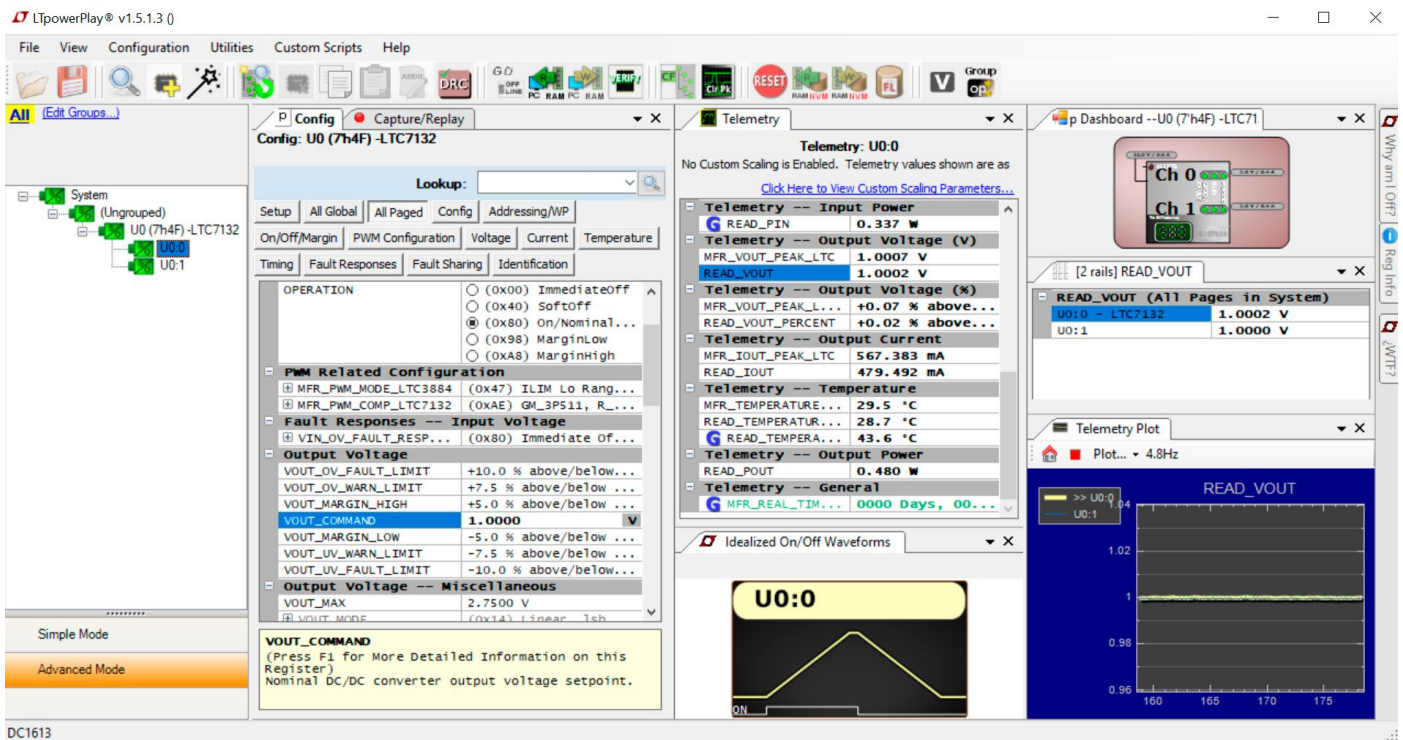 LTpowerPlay® v1.5.1.3 ()
File View Configuration Utilities Custom Scripts Help
GO OFF LINE
PC RAM PC RAM
VERIFY
CF
Clr Pk
RESET
RAM NVM RAM NVM
FL
V
Group OP
DRC
All (Edit Groups...)
System
(Ungrouped)
U0 (7'h4F) -LTC7132
U0:0
U0:1
Simple Mode
Advanced Mode
DC1613
P Config Capture/Replay
Config: U0 (7'h4F) -LTC7132
Lookup:
Setup All Global All Paged Config Addressing/WP
On/Off/Margin PWM Configuration Voltage Current Temperature
Timing Fault Responses Fault Sharing Identification
OPERATION (0x00) ImmediateOff
(0x40) SoftOff
(0x80) On/Nominal...
(0x98) MarginLow
(0xA8) MarginHigh
PWM Related Configuration
MFR_PWM_MODE_LTC3884 (0x47) ILIM Lo Rang...
MFR_PWM_COMP_LTC7132 (0xAE) GM_3P511, R_...
Fault Responses -- Input Voltage
VIN_OV_FAULT_RESP... (0x80) Immediate Of...
Output Voltage
VOUT_OV_FAULT_LIMIT +10.0 % above/below...
VOUT_OV_WARN_LIMIT +7.5 % above/below ...
VOUT_MARGIN_HIGH +5.0 % above/below ...
VOUT_COMMAND 1.0000 V
VOUT_MARGIN_LOW -5.0 % above/below ...
VOUT_UV_WARN_LIMIT -7.5 % above/below ...
VOUT_UV_FAULT_LIMIT -10.0 % above/below...
Output Voltage -- Miscellaneous
VOUT_MAX 2.7500 V
VOUT_MODE (0x14) Linear, lsb
VOUT_COMMAND
(Press F1 for More Detailed Information on this
Register)
Nominal DC/DC converter output voltage setpoint.
Telemetry
Telemetry: U0:0
No Custom Scaling is Enabled. Telemetry values shown are as
Click Here to View Custom Scaling Parameters...
Telemetry -- Input Power
G READ_PIN 0.337 W
Telemetry -- Output Voltage (V)
MFR_VOUT_PEAK_LTC 1.0007 V
READ_VOUT 1.0002 V
Telemetry -- Output Voltage (%)
MFR_VOUT_PEAK_L... +0.07 % above...
READ_VOUT_PERCENT +0.02 % above...
Telemetry -- Output Current
MFR_IOUT_PEAK_LTC 567.383 mA
READ_IOUT 479.492 mA
Telemetry -- Temperature
MFR_TEMPERATURE... 29.5 °C
READ_TEMPERATUR... 28.7 °C
G READ_TEMPERA... 43.6 °C
Telemetry -- Output Power
READ_POUT 0.480 W
Telemetry -- General
G MFR_REAL_TIM... 0000 Days, 00...
Idealized On/Off Waveforms
U0:0
ON
p Dashboard --U0 (7'h4F) -LTC71
Ch 0
Ch 1
888
[2 rails] READ_VOUT
READ_VOUT (All Pages in System)
U0:0 - LTC7132 1.0002 V
U0:1 1.0000 V
Telemetry Plot
Plot... 4.8Hz
READ_VOUT
>> U0:0
U0:1
1.04
1.02
1
0.98
0.96
160 165 170 175
Why am I Off?
Reg Info
¿WTF?